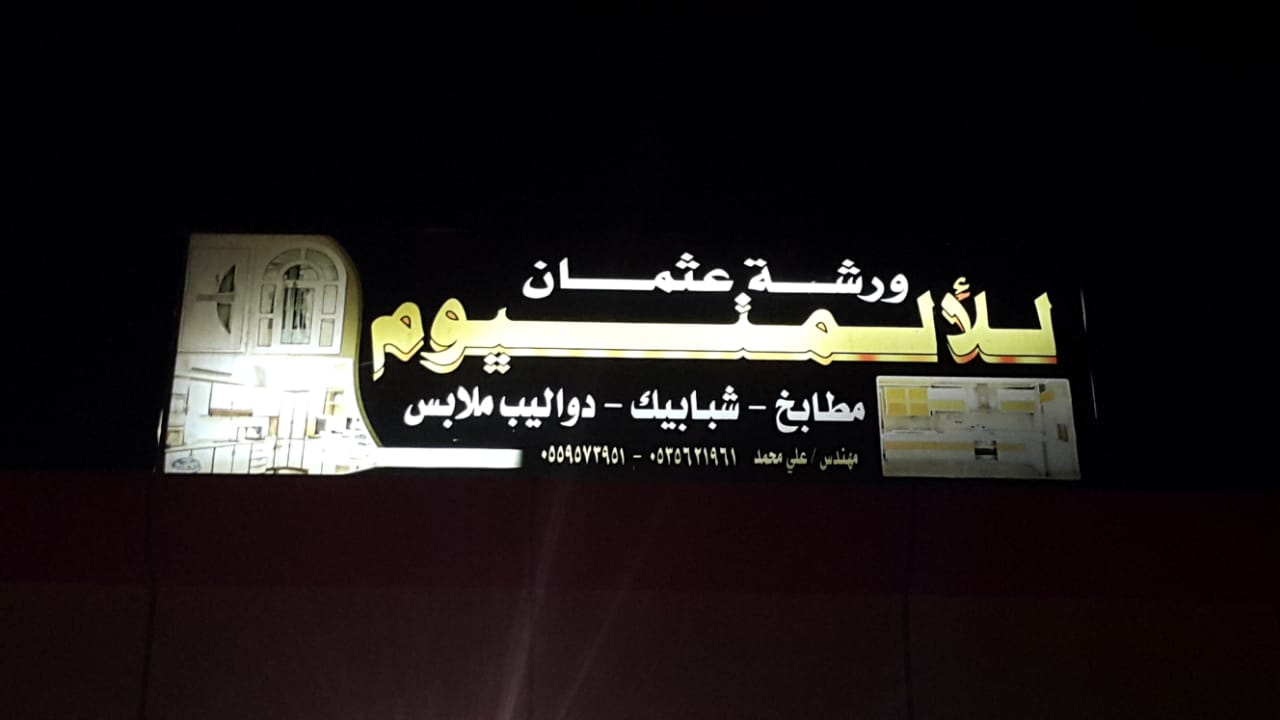 ورشة عثمان
للألمنيوم
مطابخ - شبابيك - دواليب ملابس
مهندس / علي محمد ٠٥٣٥٦٢١٩٦١ - ٠٥٥٩٥٧٣٩٥١